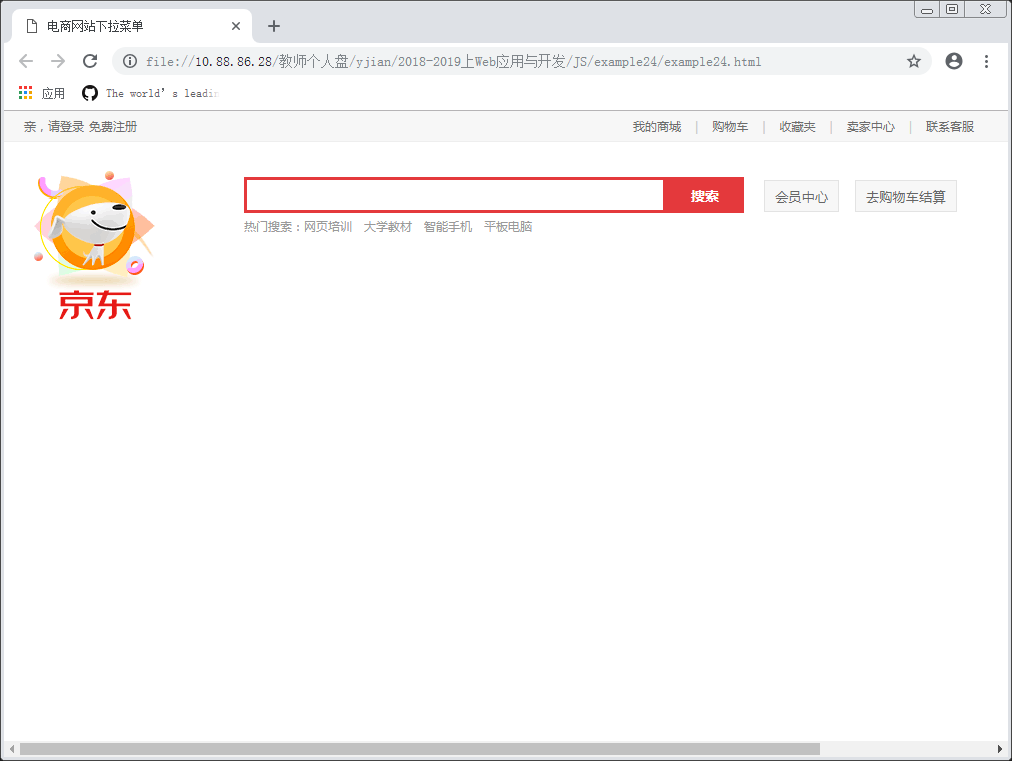 电商网站下拉菜单
file://10.88.86.28/教师个人盘/yjian/2018-2019上Web应用与开发/JS/example24/example24.html
应用 The world’s leadin
亲，请登录 免费注册 我的商城 | 购物车 | 收藏夹 | 卖家中心 | 联系客服
搜索 会员中心 去购物车结算
热门搜索：网页培训 大学教材 智能手机 平板电脑
京东